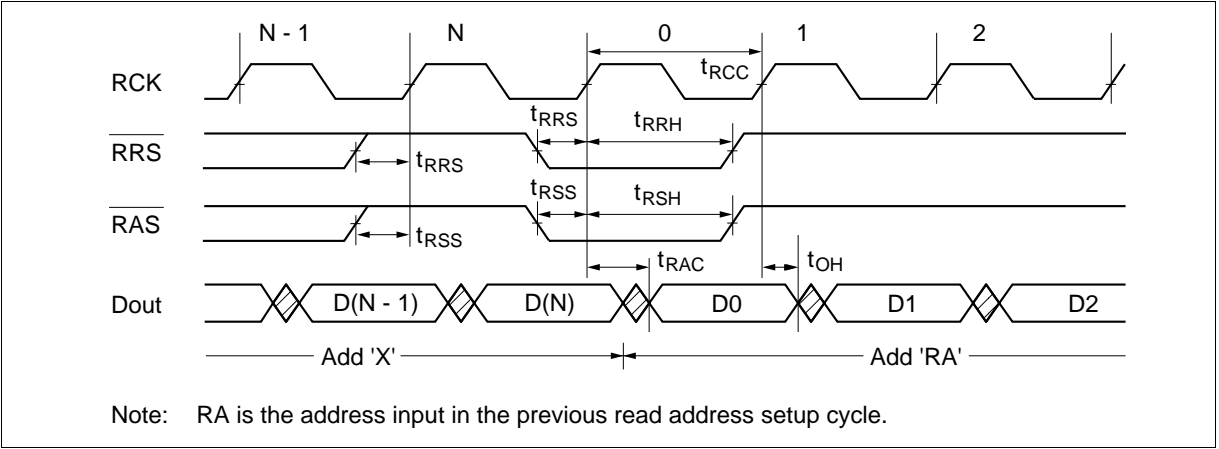 N - 1 N 0 1 2
tRCC
RCK
tRRS tRRH
RRS
tRRS
tRSS tRSH
RAS
tRSS
tRAC tOH
Dout D(N - 1) D(N) D0 D1 D2
Add 'X' Add 'RA'
Note: RA is the address input in the previous read address setup cycle.